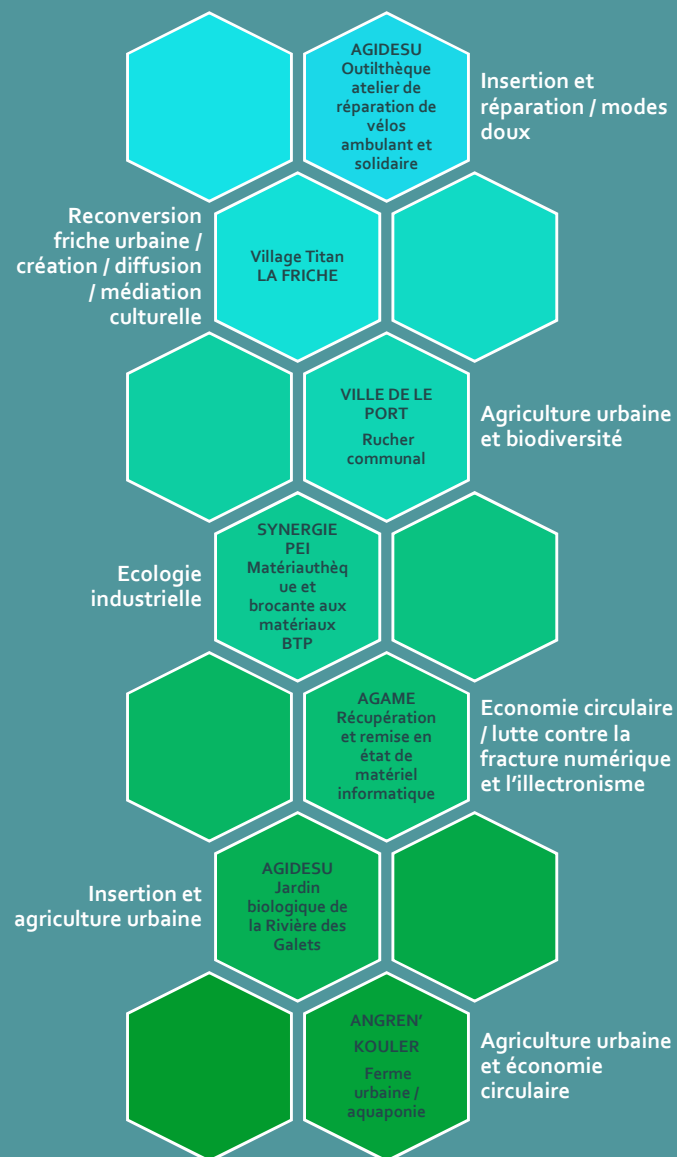 AGIDESU
Outilthèque
atelier de
réparation de
vélos
ambulant et
solidaire
Insertion et
réparation / modes
doux
Reconversion
friche urbaine /
création / diffusion
/ médiation
culturelle
Village Titan
LA FRICHE
VILLE DE LE
PORT
Rucher
communal
Agriculture urbaine
et biodiversité
Ecologie
industrielle
SYNERGIE
PEI
Matériauthèq
ue et
brocante aux
matériaux
BTP
AGAME
Récupération
et remise en
état de
matériel
informatique
Economie circulaire
/ lutte contre la
fracture numérique
et l’illectronisme
Insertion et
agriculture urbaine
AGIDESU
Jardin
biologique de
la Rivière des
Galets
ANGREN’
KOULER
Ferme
urbaine /
aquaponie
Agriculture urbaine
et économie
circulaire